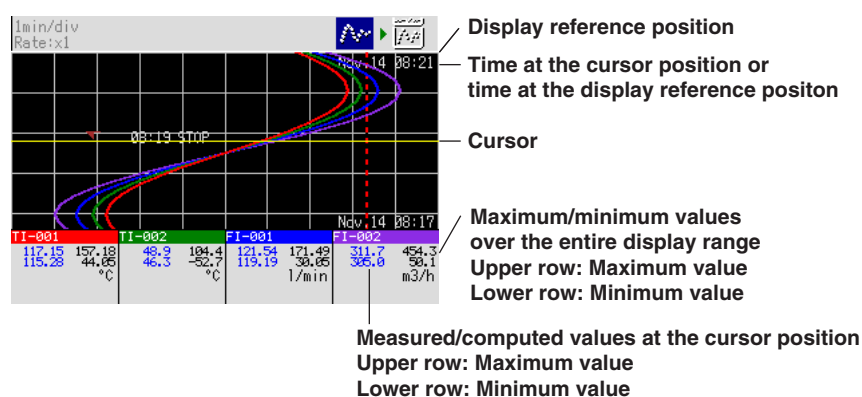 1min/div
Rate:x1
Display reference position
Nov.14 08:21
Time at the cursor position or
time at the display reference positon
08:19 STOP
Cursor
Nov.14 08:17
TI-001 TI-002 FI-001 FI-002
117.15 157.18 48.9 104.4 121.54 171.49 311.7 454.3
115.28 44.05 46.3 -52.7 119.19 30.05 305.0 50.1
°C °C l/min m3/h
Maximum/minimum values
over the entire display range
Upper row: Maximum value
Lower row: Minimum value
Measured/computed values at the cursor position
Upper row: Maximum value
Lower row: Minimum value